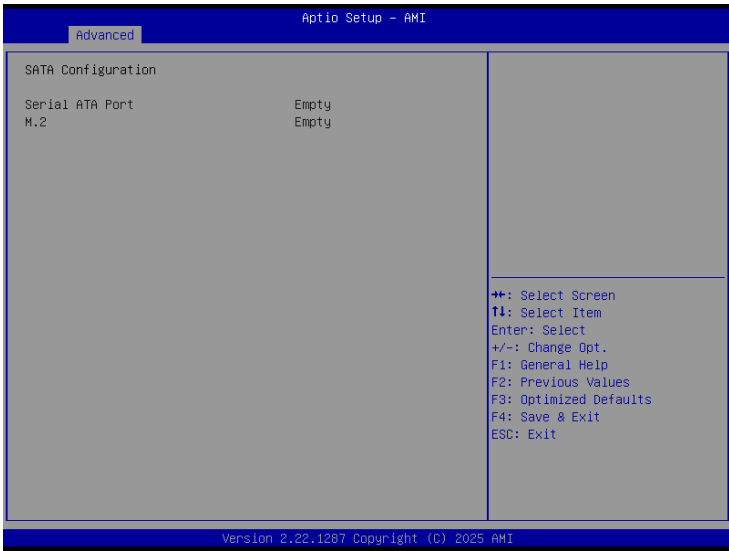 Aptio Setup – AMI
Advanced
SATA Configuration
Serial ATA Port Empty
M.2 Empty
→←: Select Screen
↑↓: Select Item
Enter: Select
+/-: Change Opt.
F1: General Help
F2: Previous Values
F3: Optimized Defaults
F4: Save & Exit
ESC: Exit
Version 2.22.1287 Copyright (C) 2025 AMI